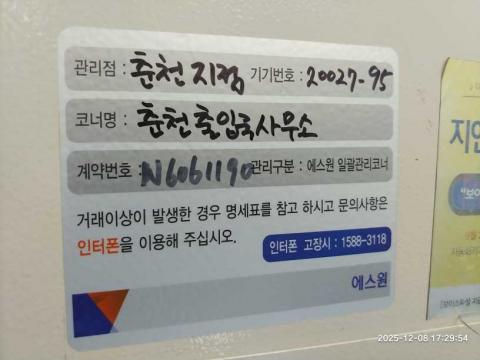 관리점 : 춘천지점 기기번호 : 20027-95
코너명 : 춘천출입국사무소
계약번호 : N6061190 관리구분 : 에스원 일괄관리코너
거래이상이 발생한 경우 명세표를 참고 하시고 문의사항은
인터폰을 이용해 주십시오.
인터폰 고장시 : 1588-3118
에스원
지연
2025-12-08 17:29:54